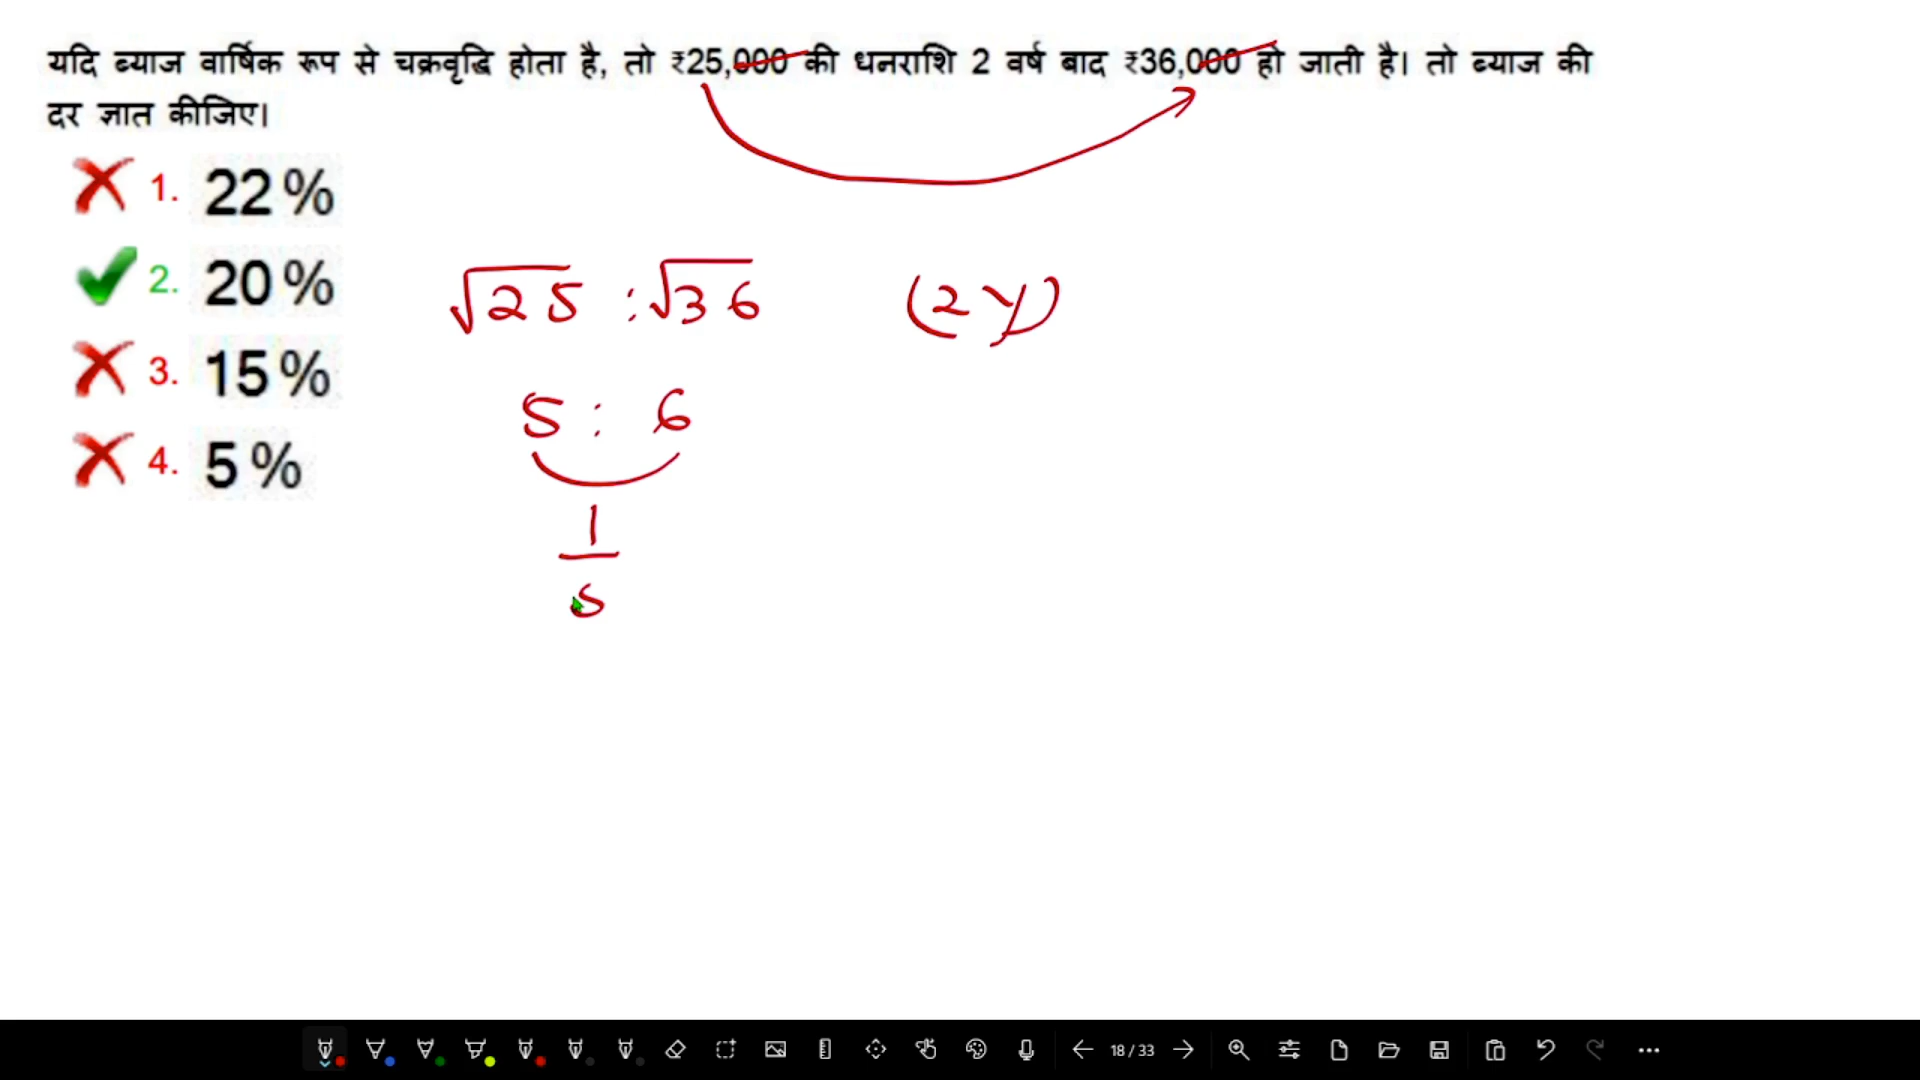 यदि ब्याज वार्षिक रूप से चक्रवृद्धि होता है, तो ₹25,000 की धनराशि 2 वर्ष बाद ₹36,000 हो जाती है। तो ब्याज की
दर ज्ञात कीजिए।
1. 22%
2. 20%
3. 15%
4. 5%
√25 : √36 (2Y)
5 : 6
1
5
18 / 33